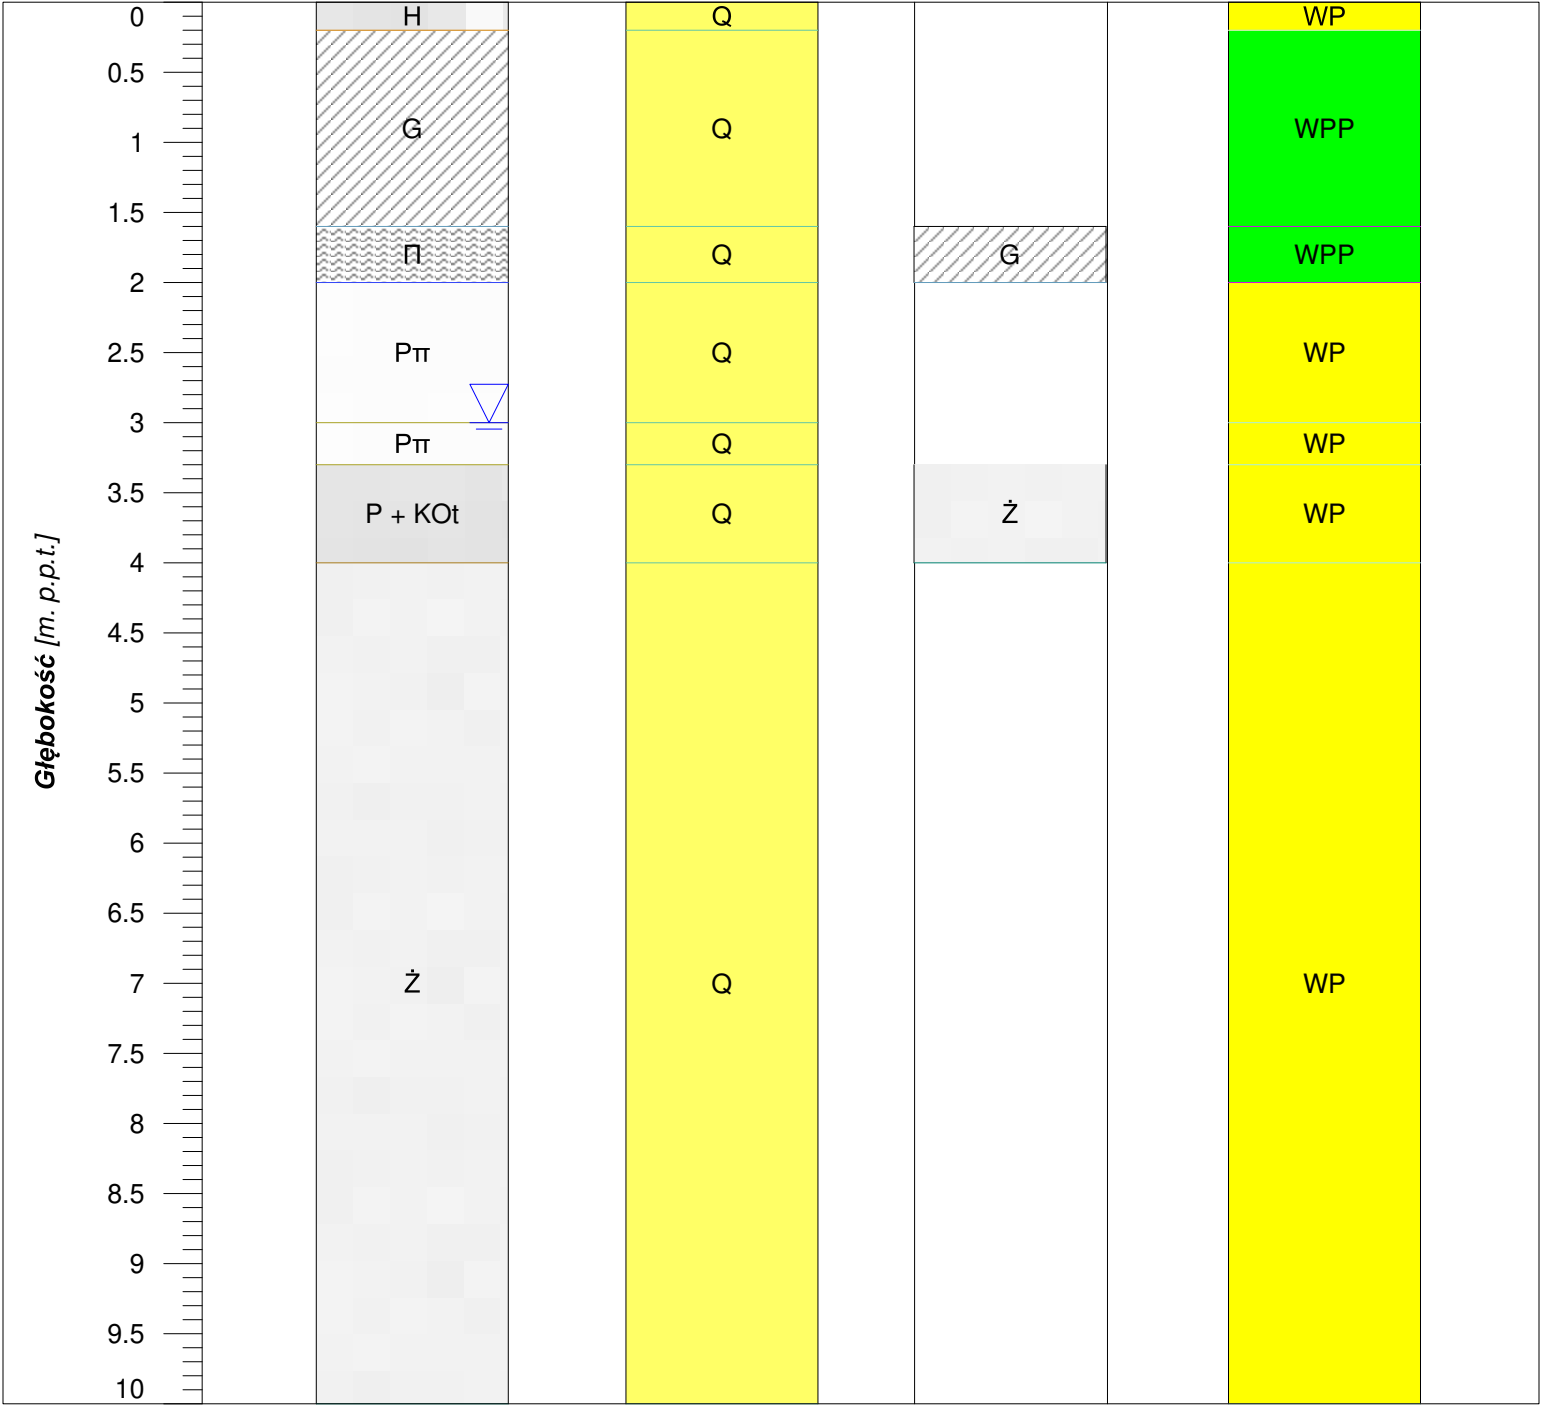 0 H Q WP
0.5
G Q WPP
1
1.5
П Q G WPP
2
2.5 Pπ Q WP
3
Pπ Q WP
3.5
P + KOt Q Ż WP
4
4.5
5
5.5
6
6.5
7 Ż Q WP
7.5
8
8.5
9
9.5
10
Głębokość [m. p.p.t.]